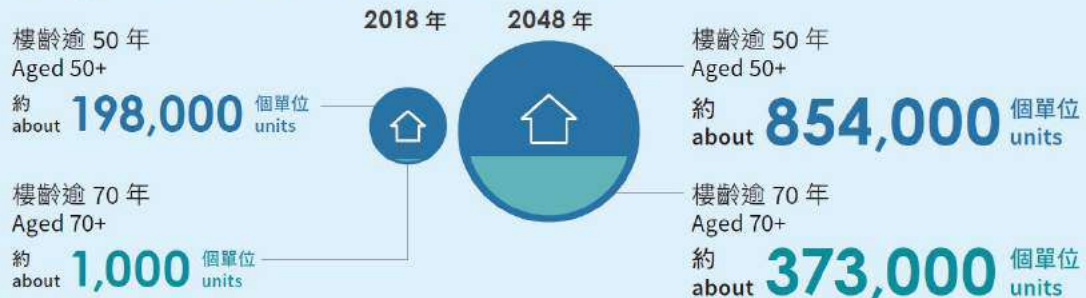 2018 年
樓齡逾 50 年
Aged 50+
約 about 198,000 個單位 units
樓齡逾 70 年
Aged 70+
約 about 1,000 個單位 units
2048 年
樓齡逾 50 年
Aged 50+
約 about 854,000 個單位 units
樓齡逾 70 年
Aged 70+
約 about 373,000 個單位 units